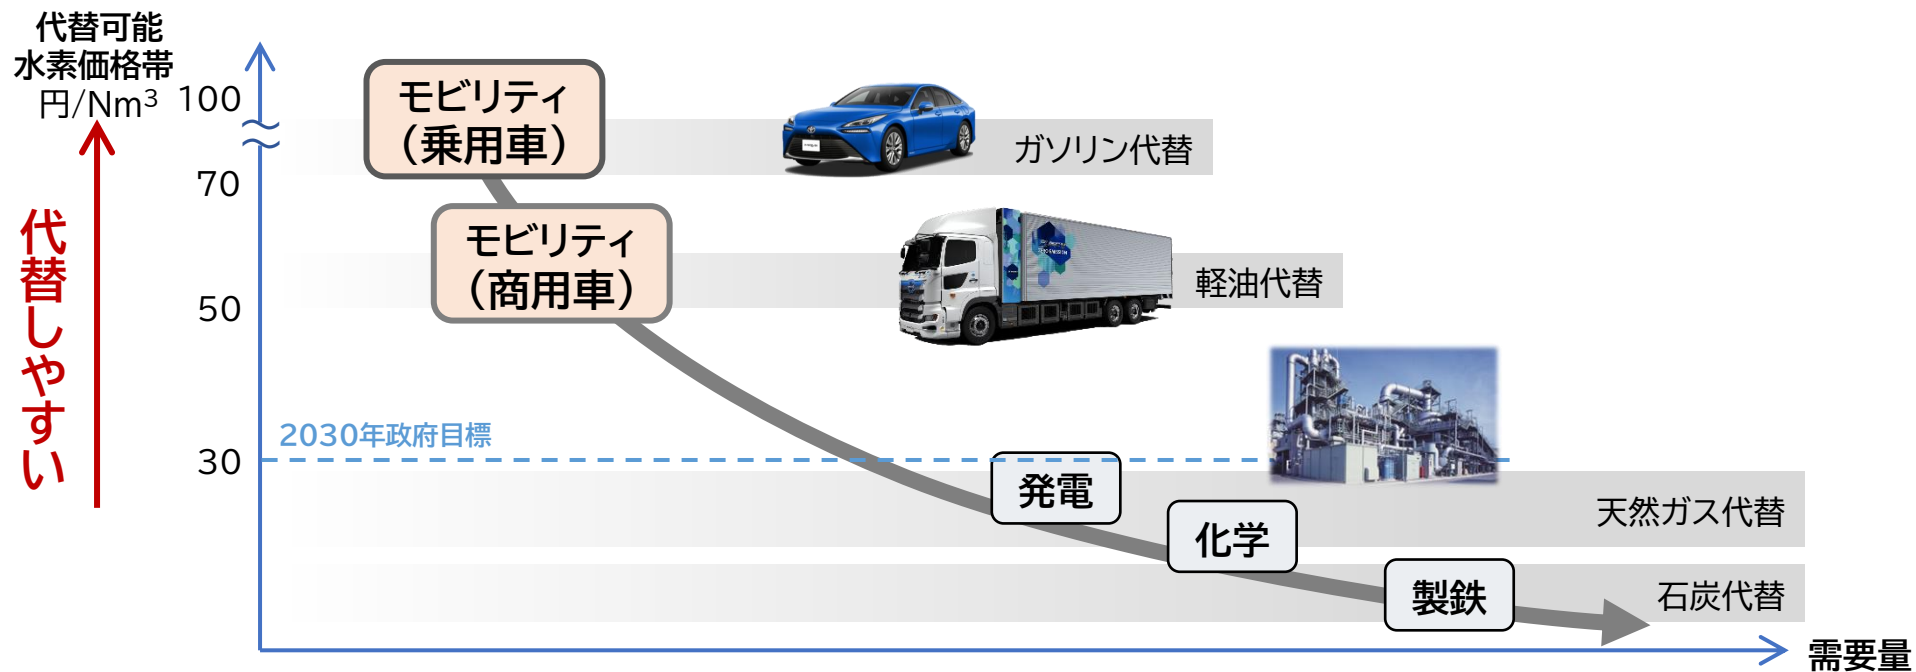 代替可能
水素価格帯
円/Nm³
100
70
50
30
代替しやすい
モビリティ
（乗用車）
ガソリン代替
モビリティ
（商用車）
軽油代替
2030年政府目標
発電
天然ガス代替
化学
製鉄
石炭代替
需要量